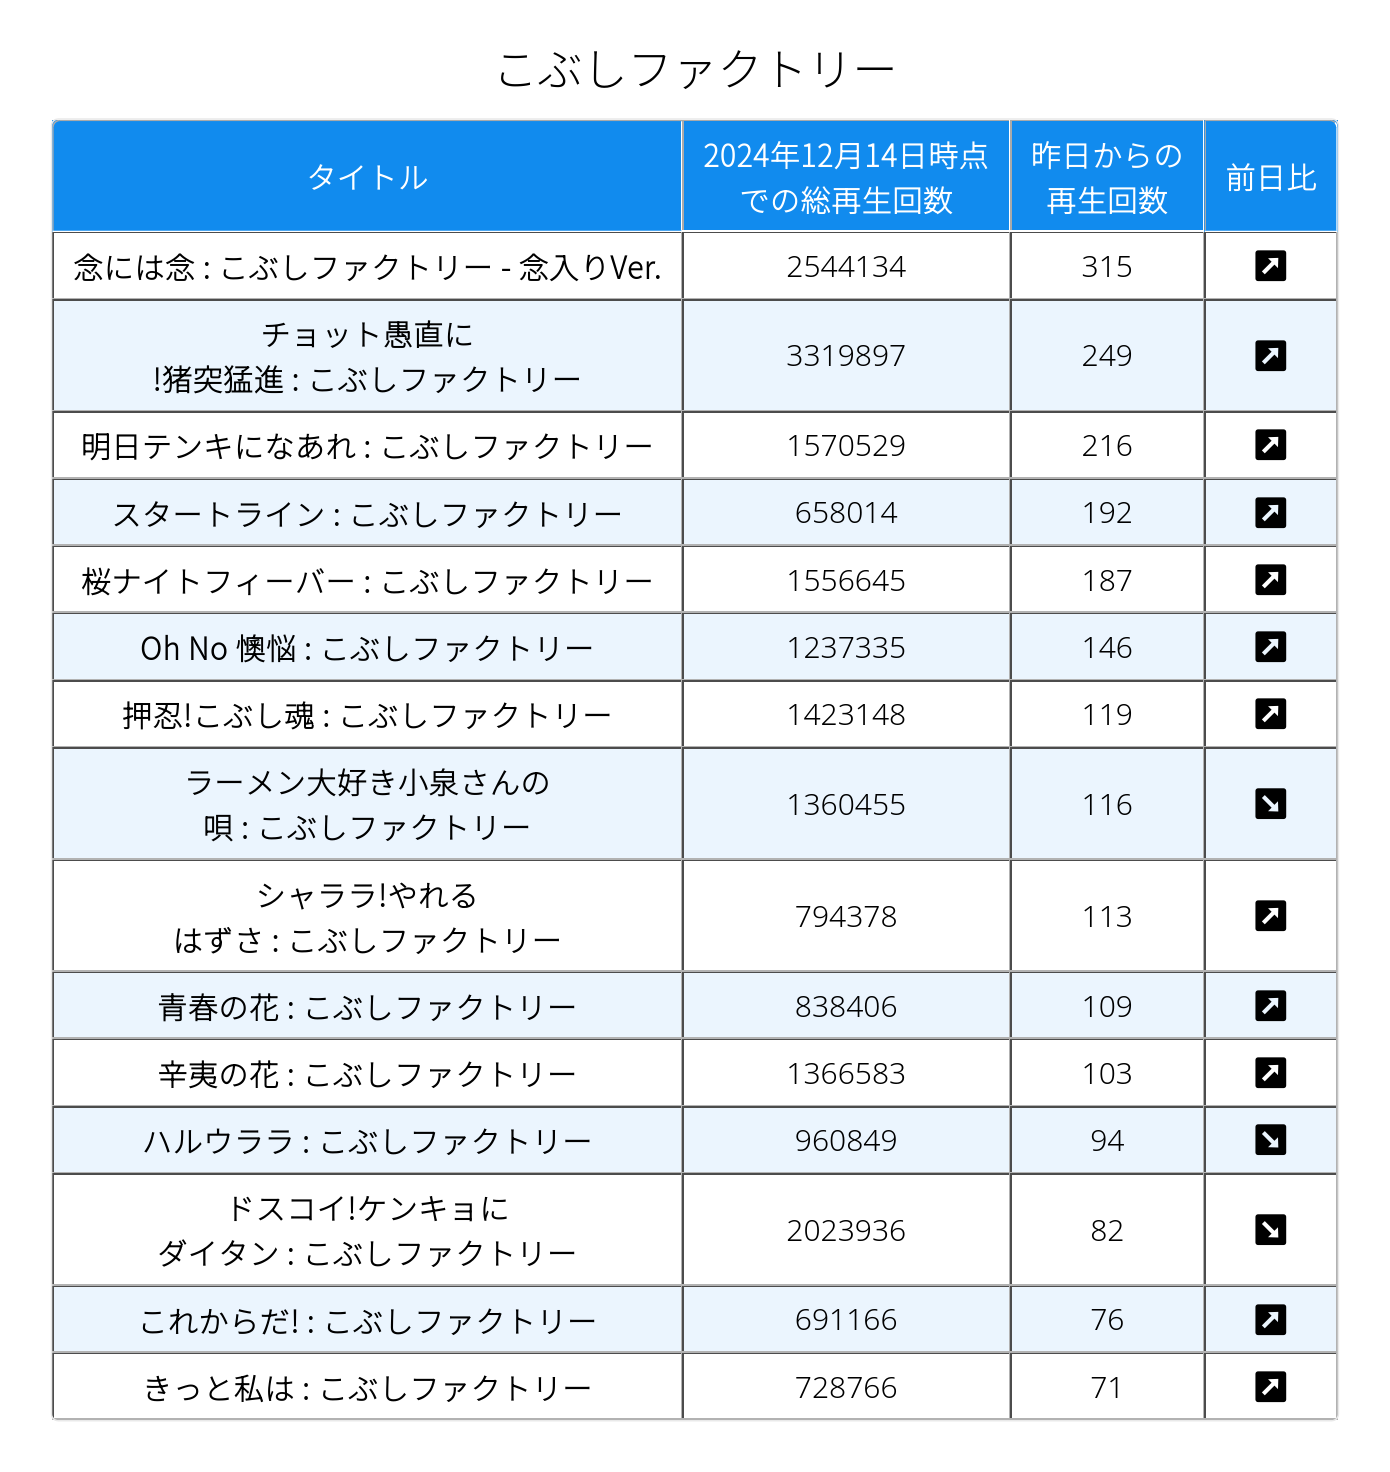 こぶしファクトリー
タイトル
2024年12月14日時点
での総再生回数
昨日からの
再生回数
前日比
念には念 : こぶしファクトリー - 念入りVer.
2544134
315
チョット愚直に
!猪突猛進 : こぶしファクトリー
3319897
249
明日テンキになあれ : こぶしファクトリー
1570529
216
スタートライン : こぶしファクトリー
658014
192
桜ナイトフィーバー : こぶしファクトリー
1556645
187
Oh No 懊悩 : こぶしファクトリー
1237335
146
押忍!こぶし魂 : こぶしファクトリー
1423148
119
ラーメン大好き小泉さんの
唄 : こぶしファクトリー
1360455
116
シャララ!やれる
はずさ : こぶしファクトリー
794378
113
青春の花 : こぶしファクトリー
838406
109
辛夷の花 : こぶしファクトリー
1366583
103
ハルウララ : こぶしファクトリー
960849
94
ドスコイ!ケンキョに
ダイタン : こぶしファクトリー
2023936
82
これからだ! : こぶしファクトリー
691166
76
きっと私は : こぶしファクトリー
728766
71